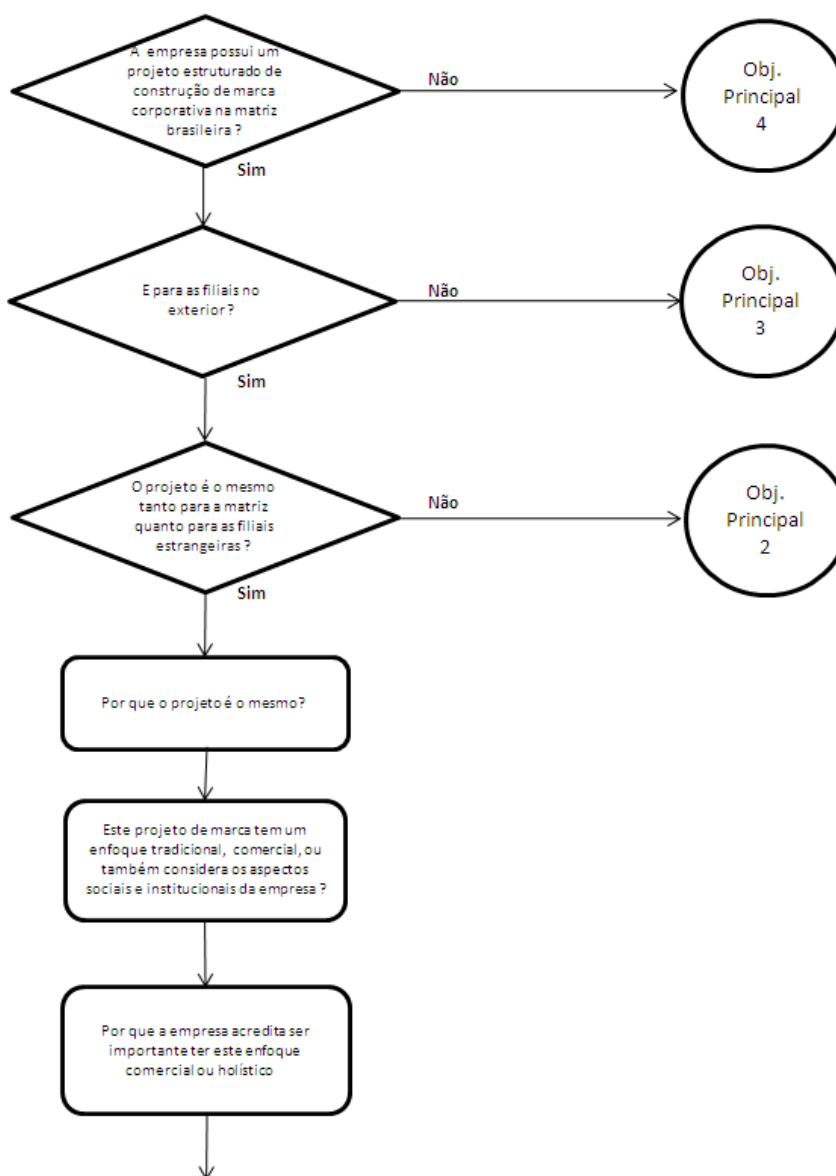 A empresa possui um
projeto estruturado de
construção de marca
corporativa na matriz
brasileira ?
Não
Obj.
Principal
4
Sim
E para as filiais no
exterior ?
Não
Obj.
Principal
3
Sim
O projeto é o mesmo
tanto para a matriz
quanto para as filiais
estrangeiras ?
Não
Obj.
Principal
2
Sim
Por que o projeto é o mesmo?
Este projeto de marca tem um
enfoque tradicional, comercial, ou
também considera os aspectos
sociais e institucionais da empresa ?
Por que a empresa acredita ser
importante ter este enfoque
comercial ou holístico